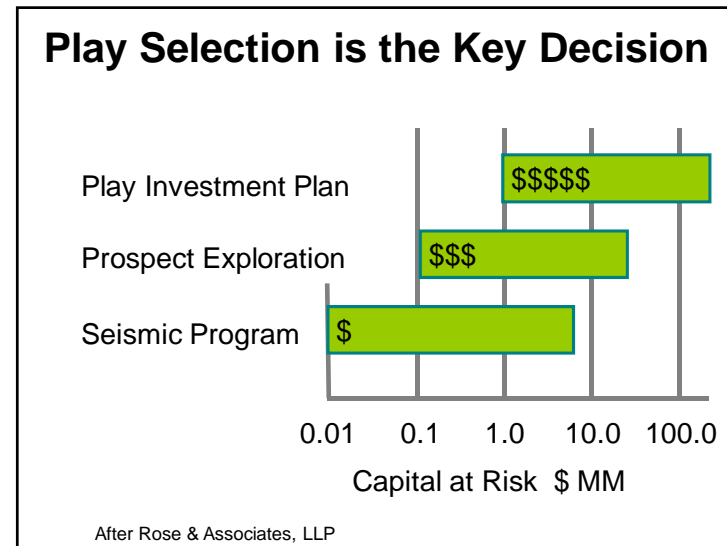 Play Selection is the Key Decision
Play Investment Plan
$$$$$
Prospect Exploration
$$$
Seismic Program
$
0.01 0.1 1.0 10.0 100.0
Capital at Risk $ MM
After Rose & Associates, LLP